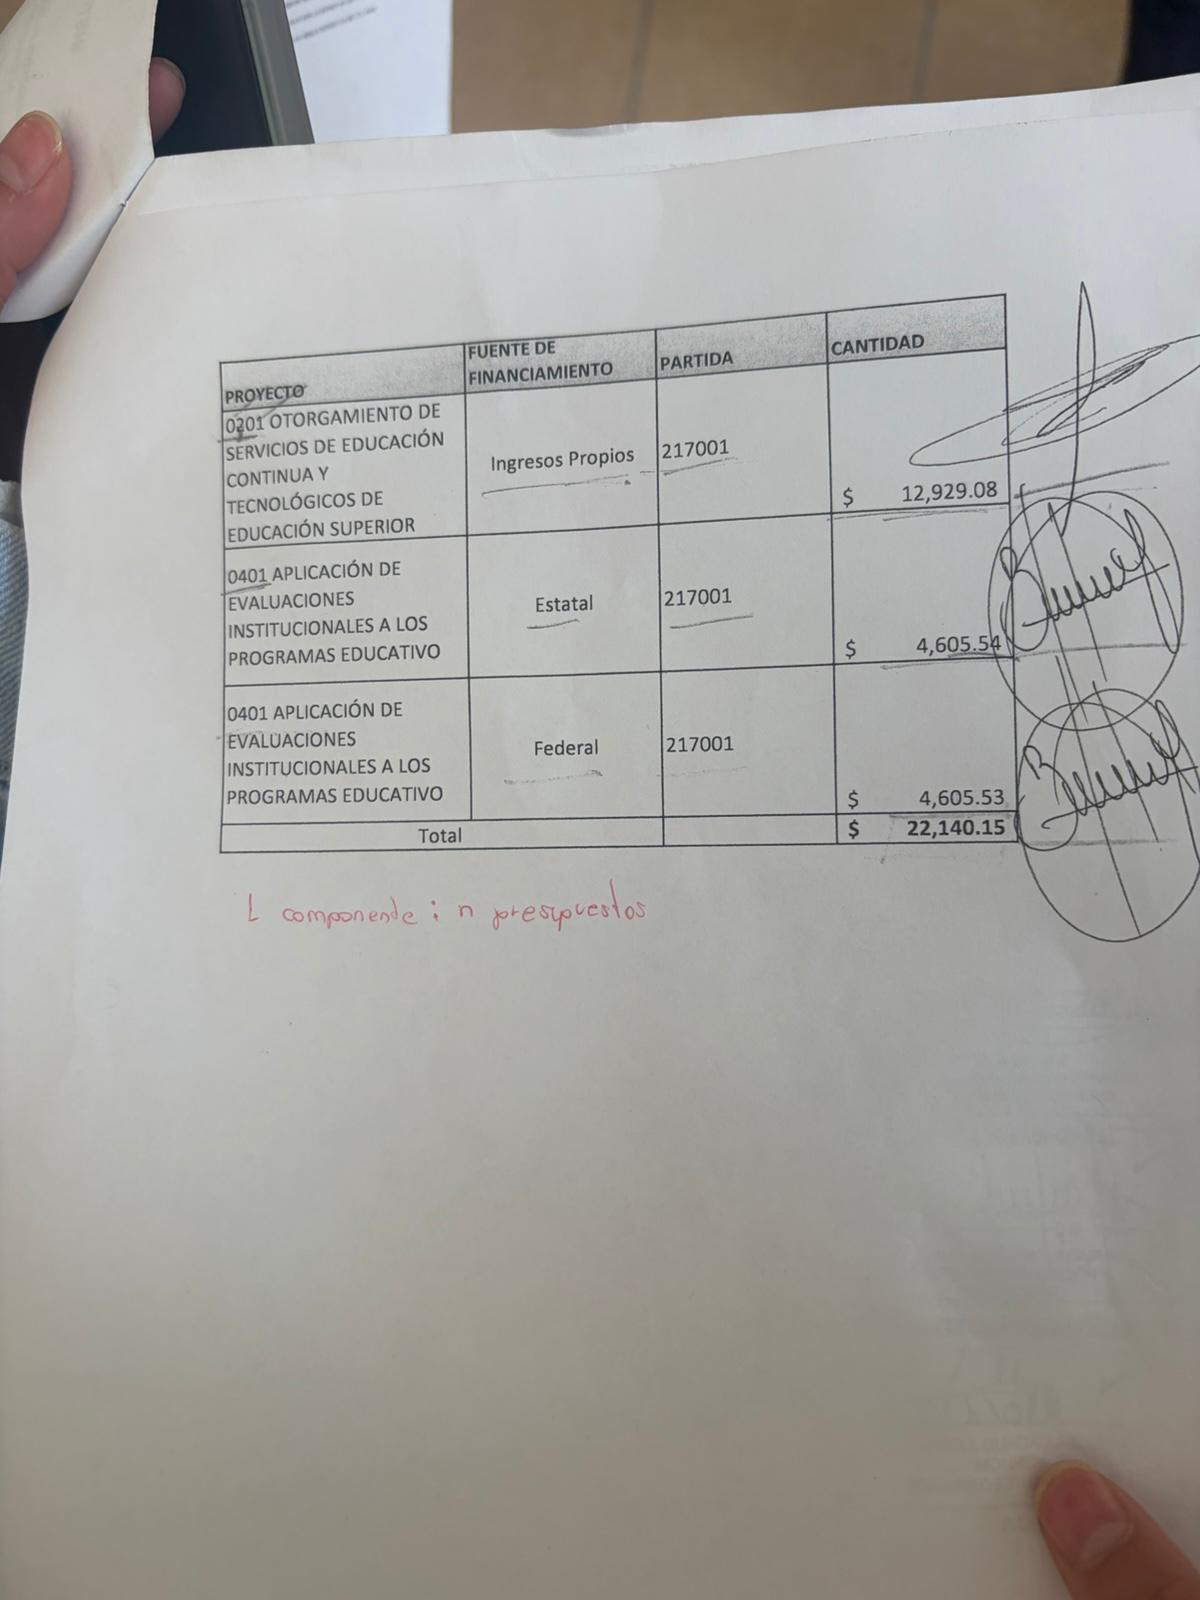 PROYECTO
FUENTE DE
FINANCIAMIENTO
PARTIDA
CANTIDAD
0201 OTORGAMIENTO DE
SERVICIOS DE EDUCACIÓN
CONTINUA Y
TECNOLÓGICOS DE
EDUCACIÓN SUPERIOR
Ingresos Propios
217001
$ 12,929.08
0401 APLICACIÓN DE
EVALUACIONES
INSTITUCIONALES A LOS
PROGRAMAS EDUCATIVO
Estatal
217001
$ 4,605.54
0401 APLICACIÓN DE
EVALUACIONES
INSTITUCIONALES A LOS
PROGRAMAS EDUCATIVO
Federal
217001
$ 4,605.53
Total
$ 22,140.15
1 componente : n presupuestos